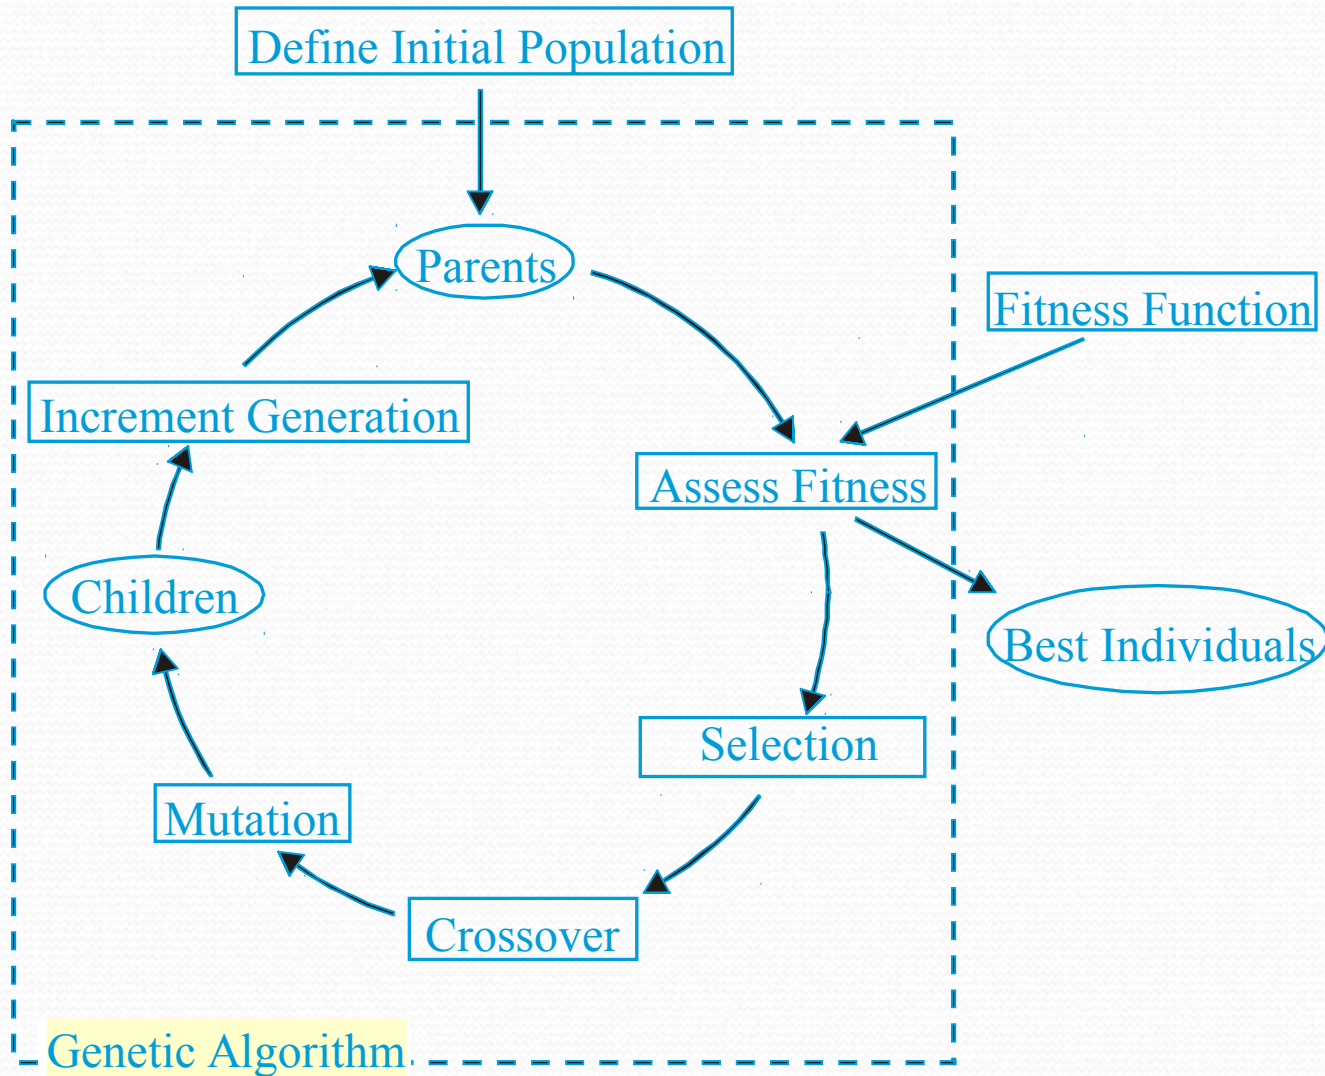 Define Initial Population
Parents
Fitness Function
Increment Generation
Assess Fitness
Children
Best Individuals
Selection
Mutation
Crossover
Genetic Algorithm